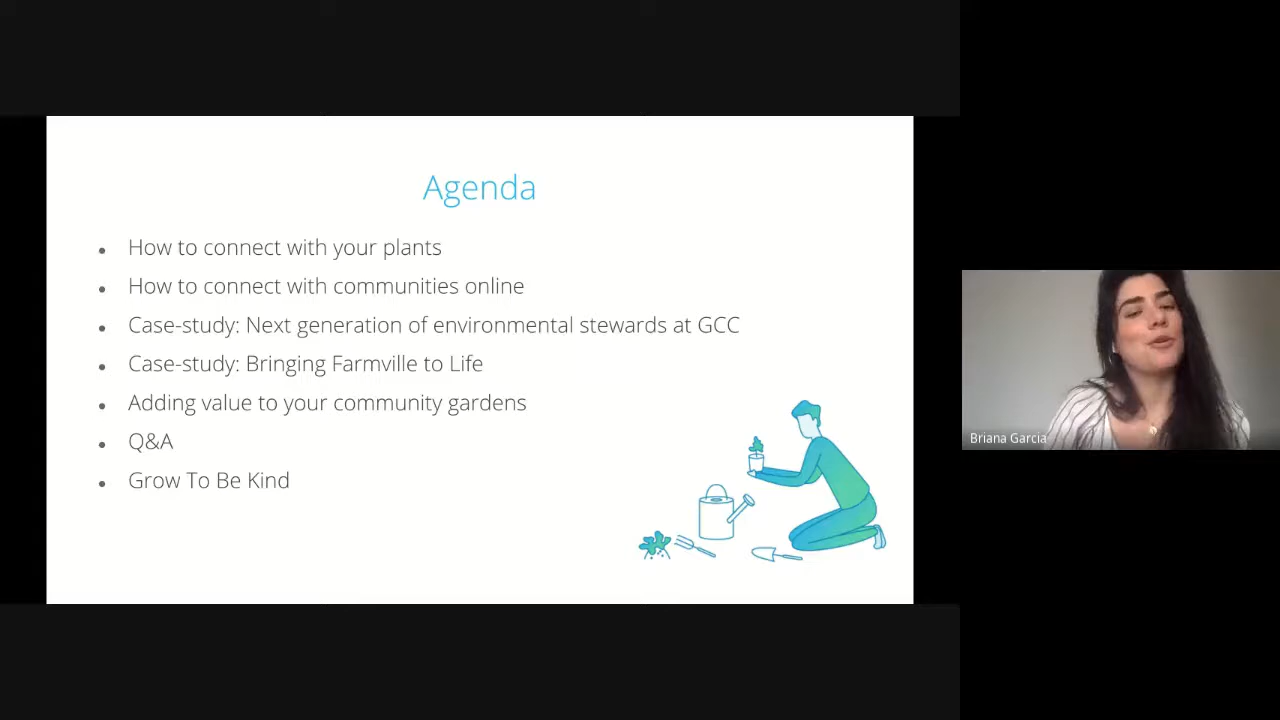 Agenda
How to connect with your plants
How to connect with communities online
Case-study: Next generation of environmental stewards at GCC
Case-study: Bringing Farmville to Life
Adding value to your community gardens
Q&A
Grow To Be Kind
Briana Garcia